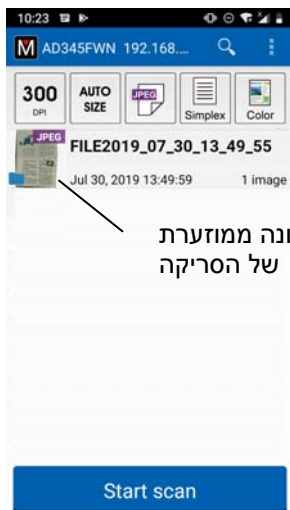 10:23
M AD345FWN 192.168....
300 DPI
AUTO SIZE
JPEG
Simplex
Color
JPEG
FILE2019_07_30_13_49_55
Jul 30, 2019 13:49:59 1 image
ונה ממוזערת
של הסריקה
Start scan